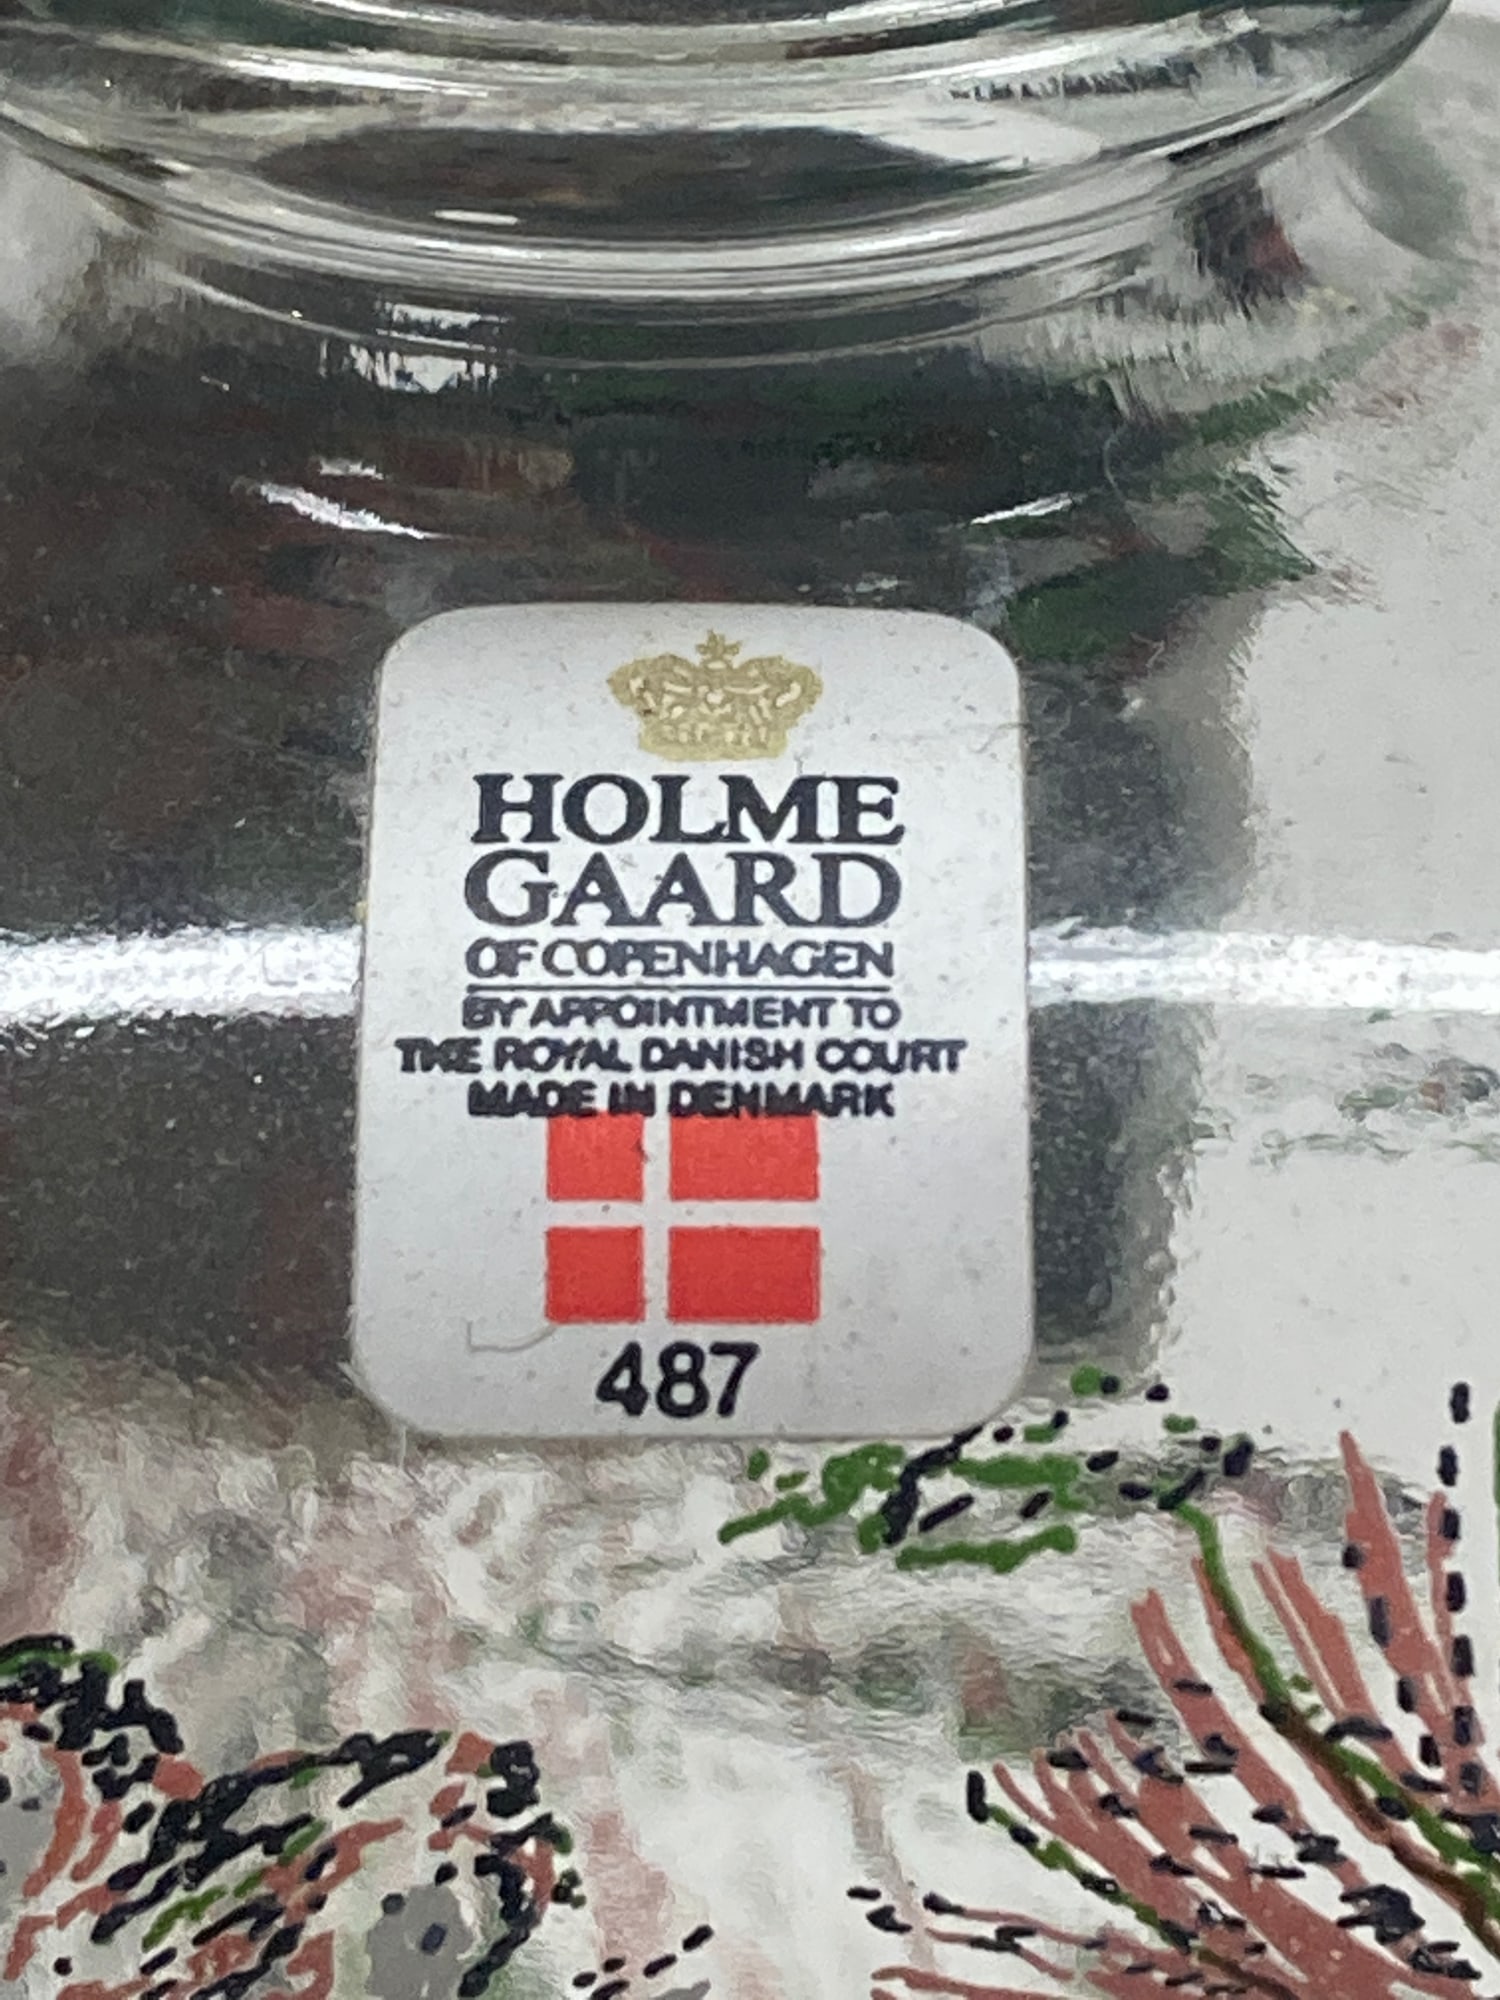 HOLME
GAARD
OF COPENHAGEN
BY APPOINTMENT TO
THE ROYAL DANISH COURT
MADE IN DENMARK
487